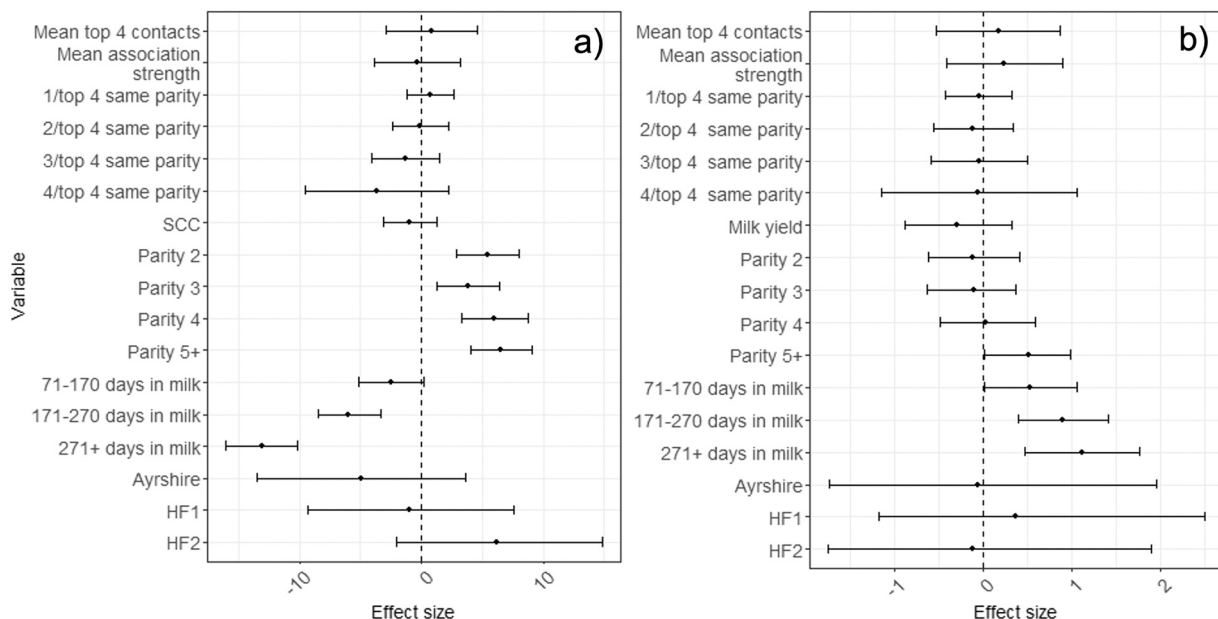 a)
Variable
Mean top 4 contacts
Mean association
strength
1/top 4 same parity
2/top 4 same parity
3/top 4 same parity
4/top 4 same parity
SCC
Parity 2
Parity 3
Parity 4
Parity 5+
71-170 days in milk
171-270 days in milk
271+ days in milk
Ayrshire
HF1
HF2
-10
0
10
Effect size
b)
Mean top 4 contacts
Mean association
strength
1/top 4 same parity
2/top 4  same parity
3/top 4  same parity
4/top 4  same parity
Milk yield
Parity 2
Parity 3
Parity 4
Parity 5+
71-170 days in milk
171-270 days in milk
271+ days in milk
Ayrshire
HF1
HF2
-1
0
1
2
Effect size